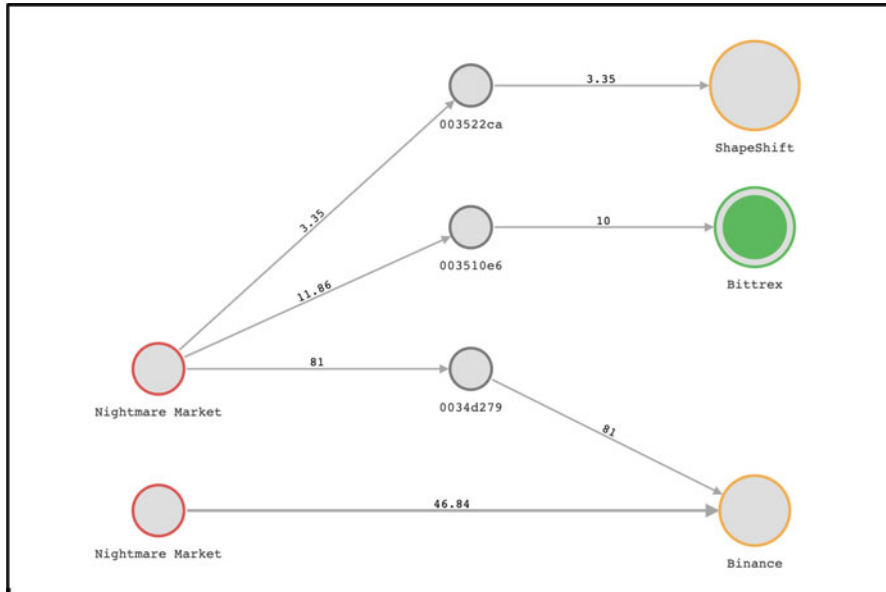 3.35
003522ca
ShapeShift
3.35
10
003510e6
Bittrex
11.86
81
Nightmare Market
0034d279
81
46.84
Nightmare Market
Binance